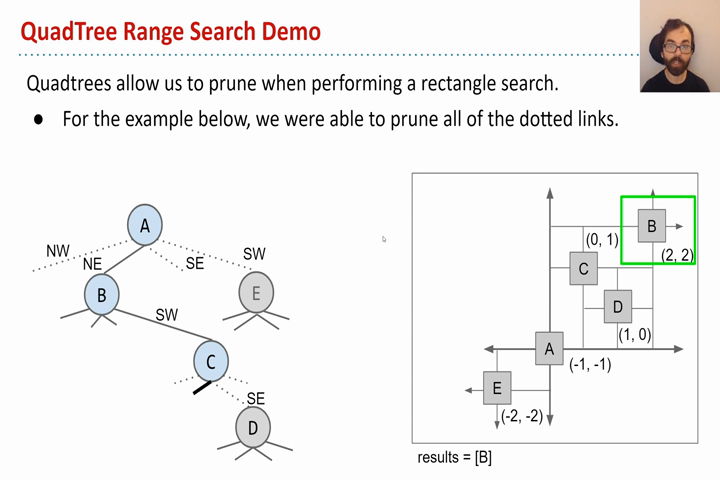 QuadTree Range Search Demo
Quadtrees allow us to prune when performing a rectangle search.
● For the example below, we were able to prune all of the dotted links.
A
NW
NE
SE
SW
B
E
SW
C
SE
D
B
(0, 1)
(2, 2)
C
D
(1, 0)
A
(-1, -1)
E
(-2, -2)
results = [B]